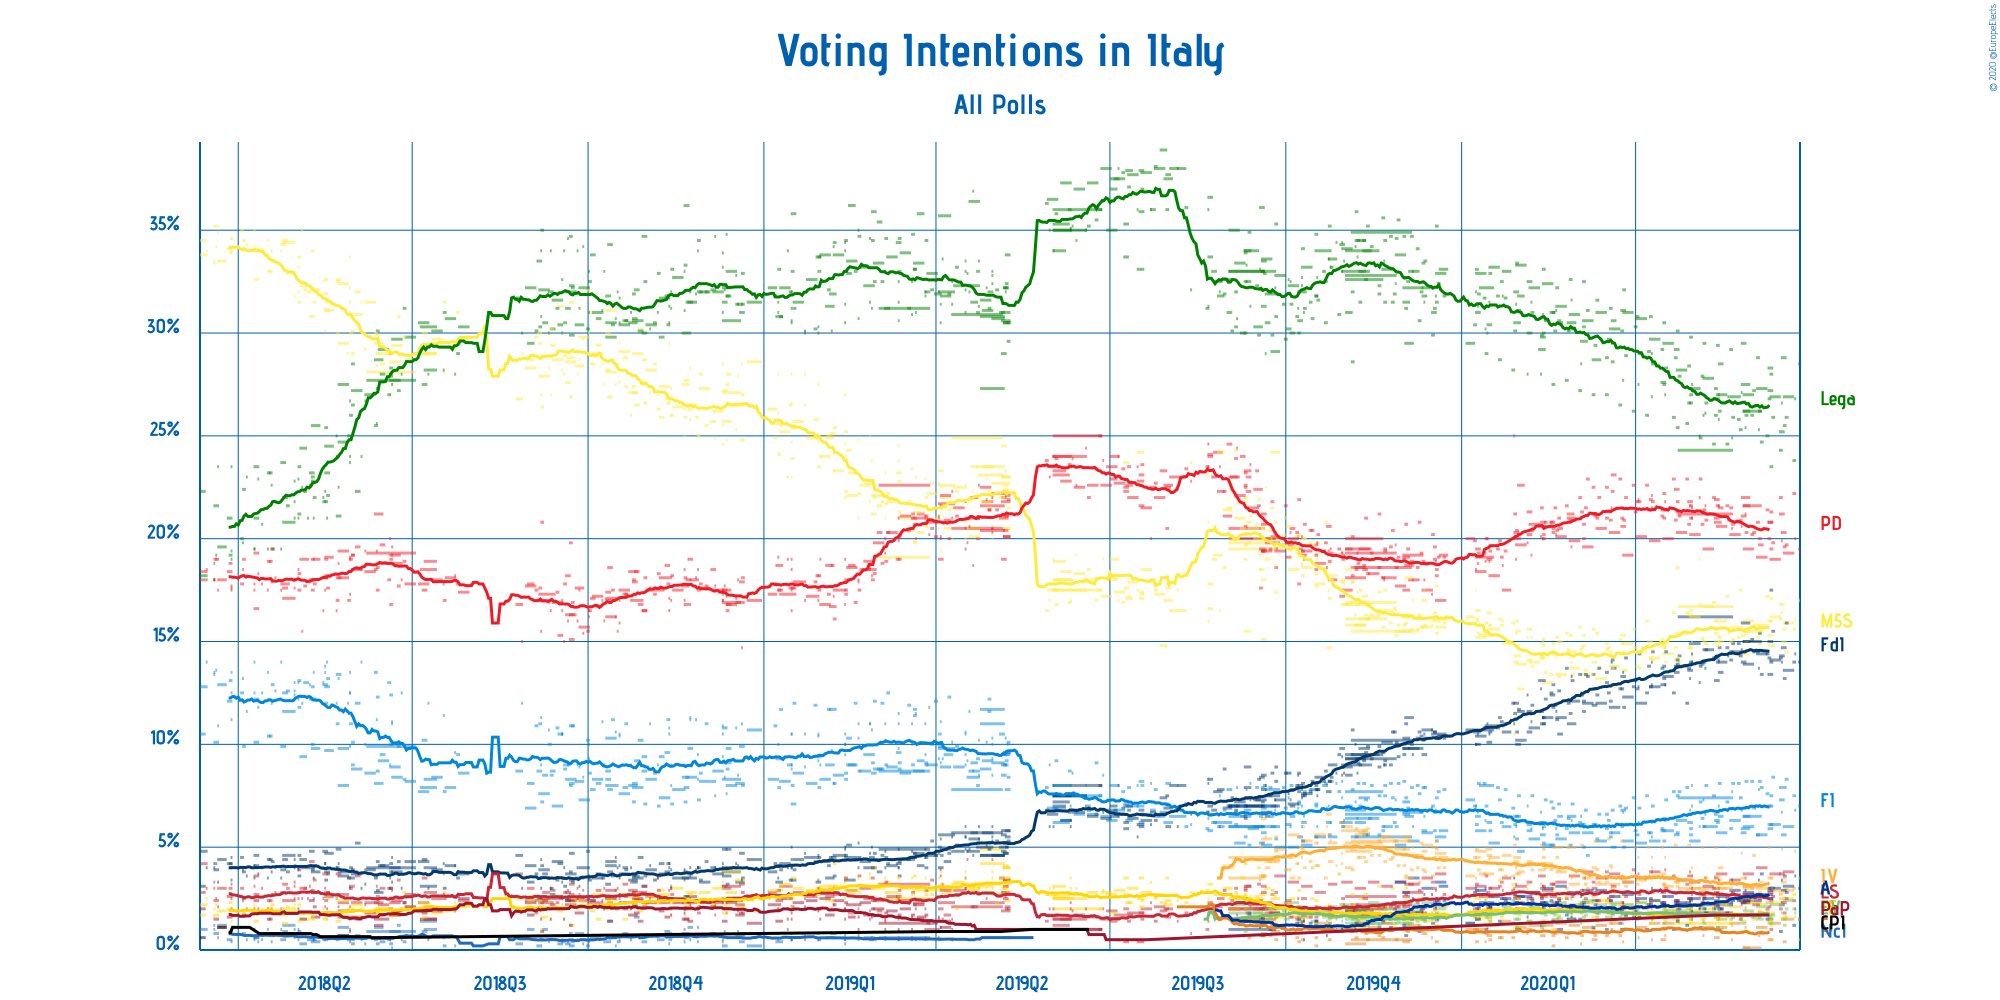 © 2020 @EuropeElects
Voting Intentions in Italy
All Polls
35%
30%
25%
20%
15%
10%
5%
0%
Lega
PD
M5S
FdI
FI
IV
A
CPI
NcI
2018Q2 2018Q3 2018Q4 2019Q1 2019Q2 2019Q3 2019Q4 2020Q1